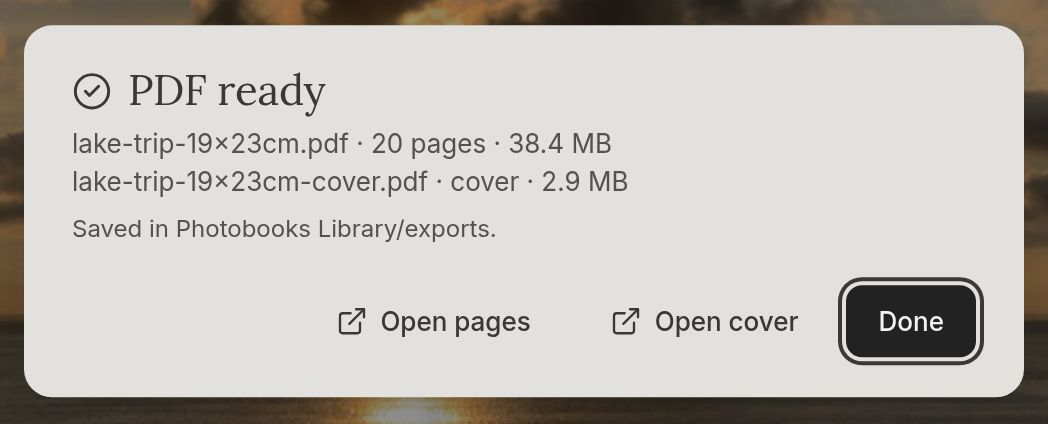 PDF ready
lake-trip-19×23cm.pdf · 20 pages · 38.4 MB
lake-trip-19×23cm-cover.pdf · cover · 2.9 MB
Saved in Photobooks Library/exports.
Open pages
Open cover
Done